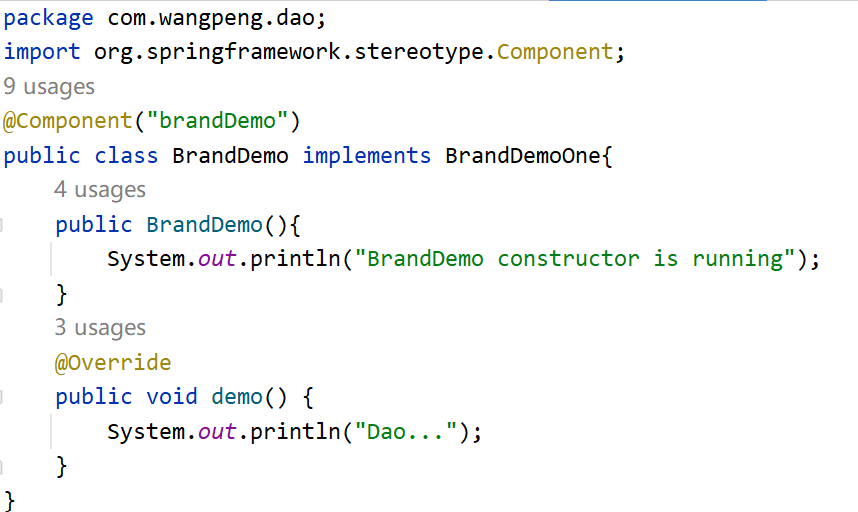 package com.wangpeng.dao;
import org.springframework.stereotype.Component;
9 usages
@Component("brandDemo")
public class BrandDemo implements BrandDemoOne{
4 usages
public BrandDemo(){
System.out.println("BrandDemo constructor is running");
}
3 usages
@Override
public void demo() {
System.out.println("Dao...");
}
}